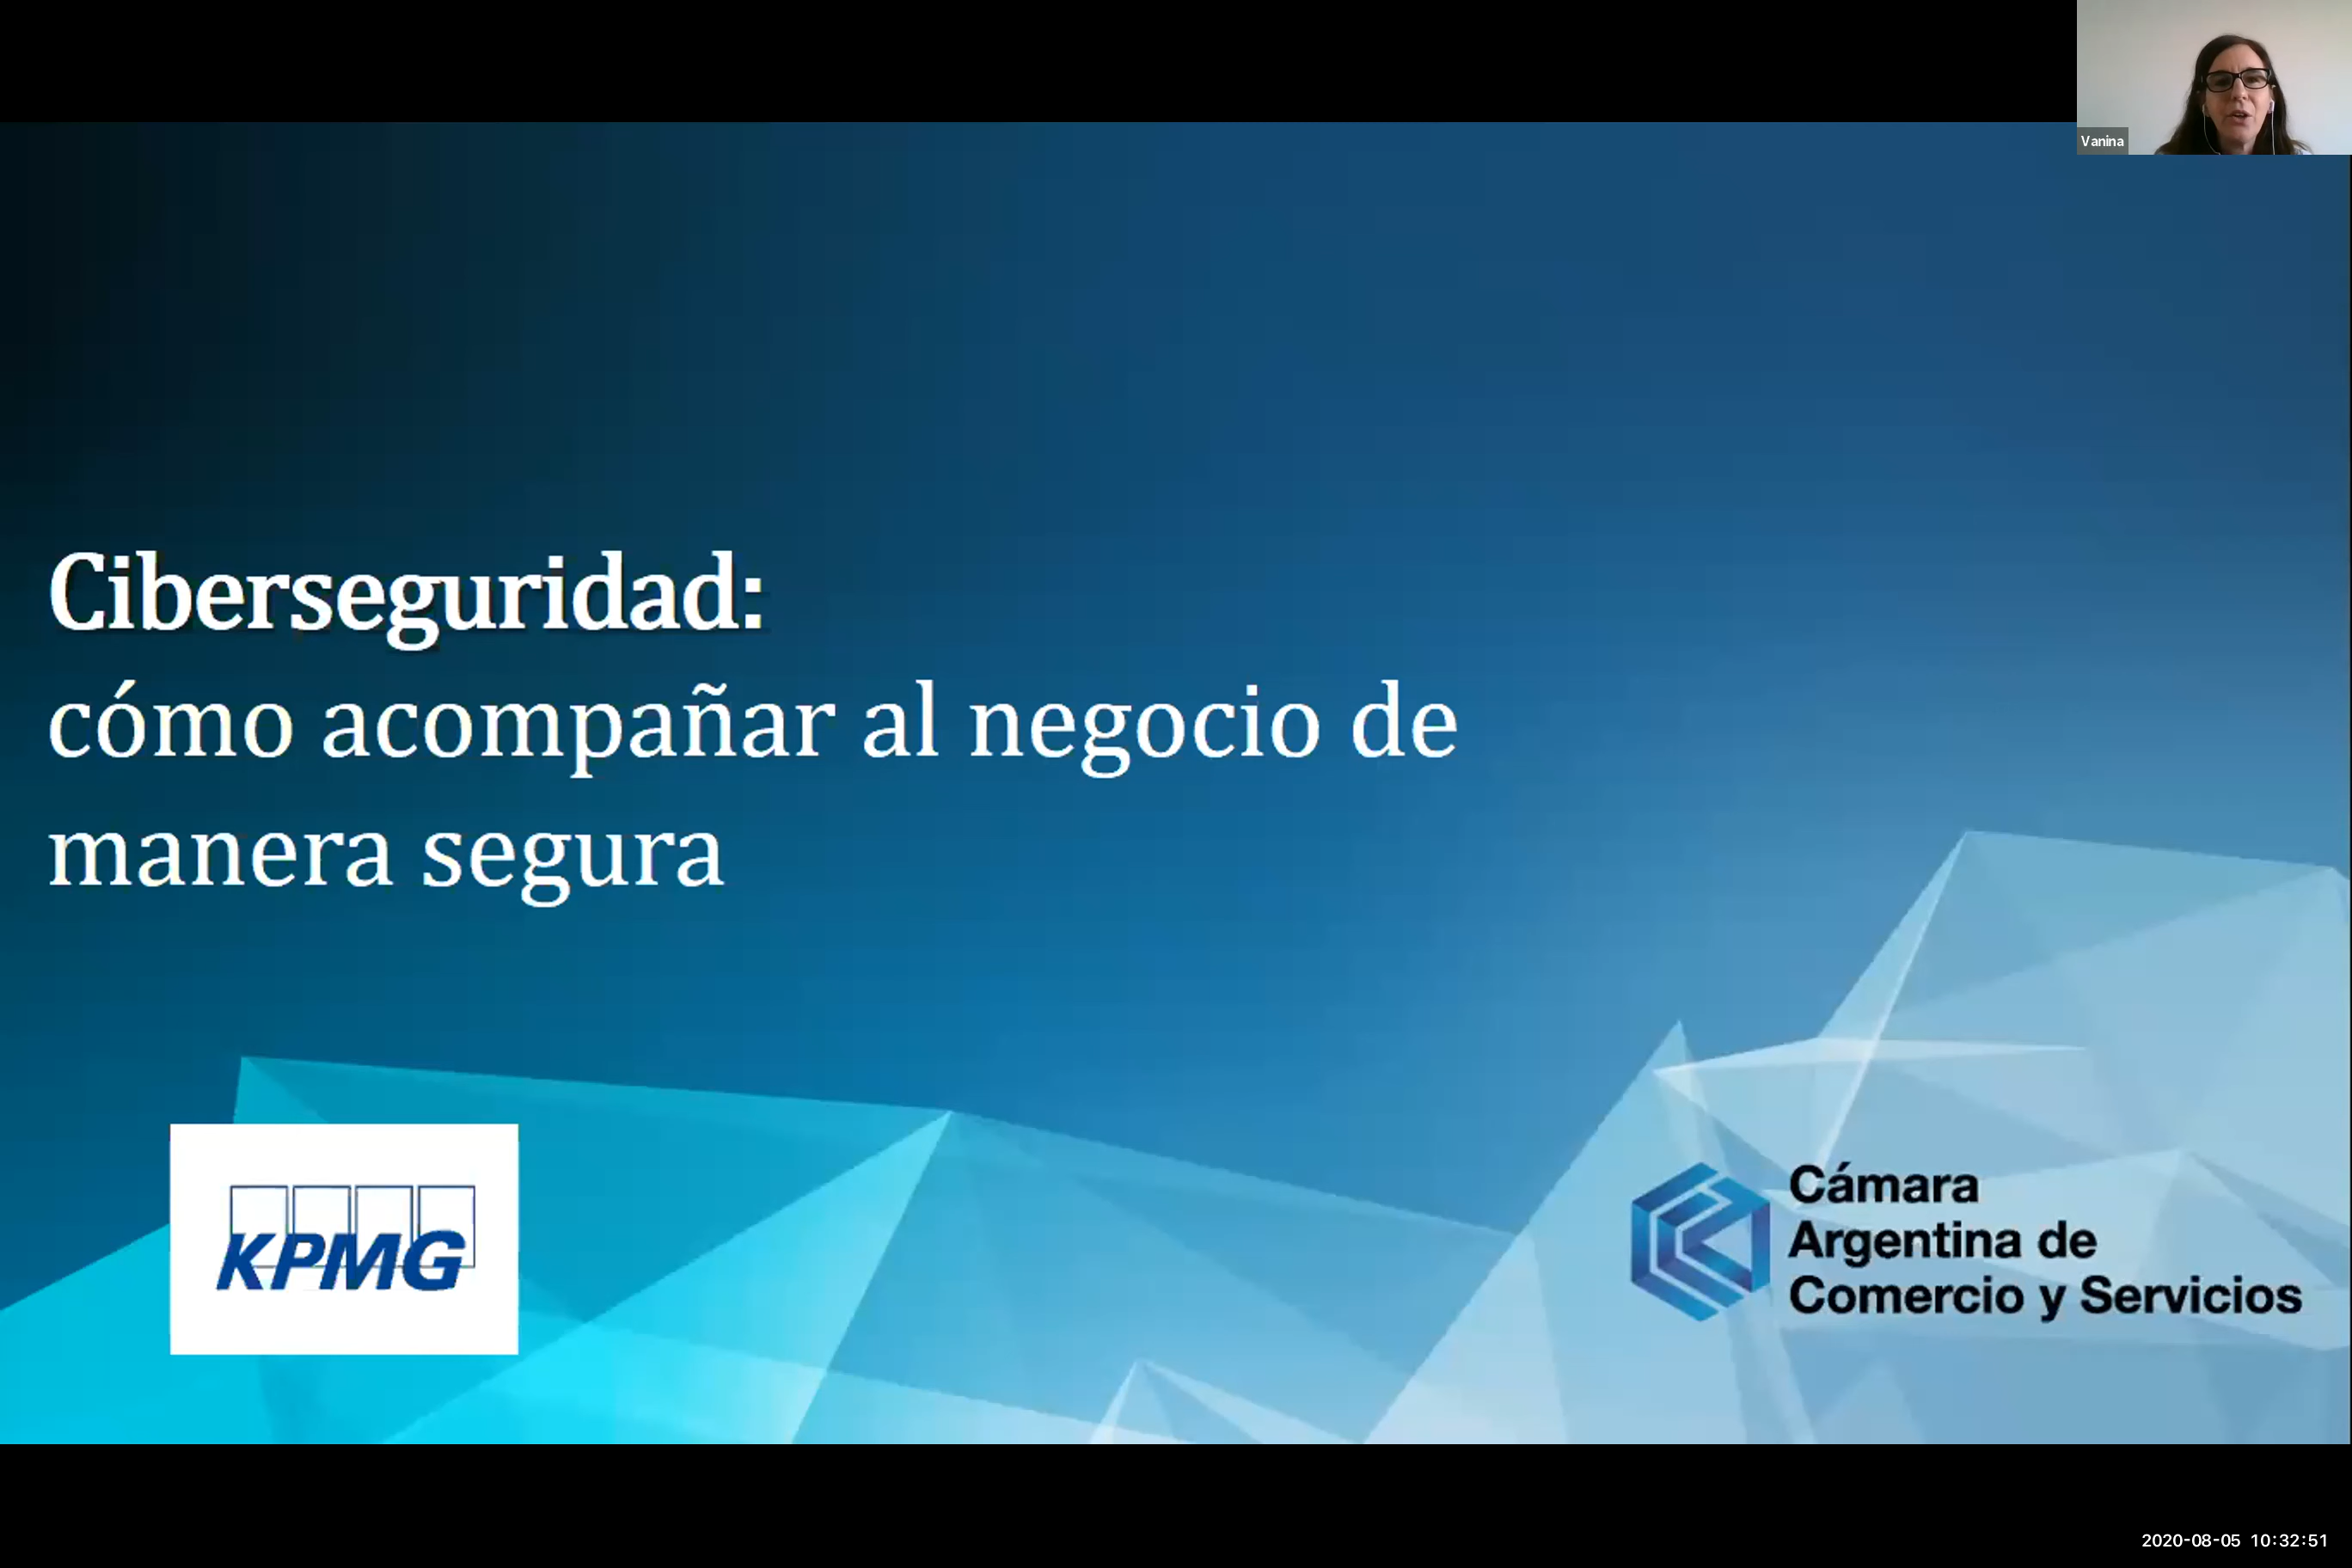 Vanina
Ciberseguridad:
cómo acompañar al negocio de
manera segura
KPMG
Cámara
Argentina de
Comercio y Servicios
2020-08-05 10:32:51